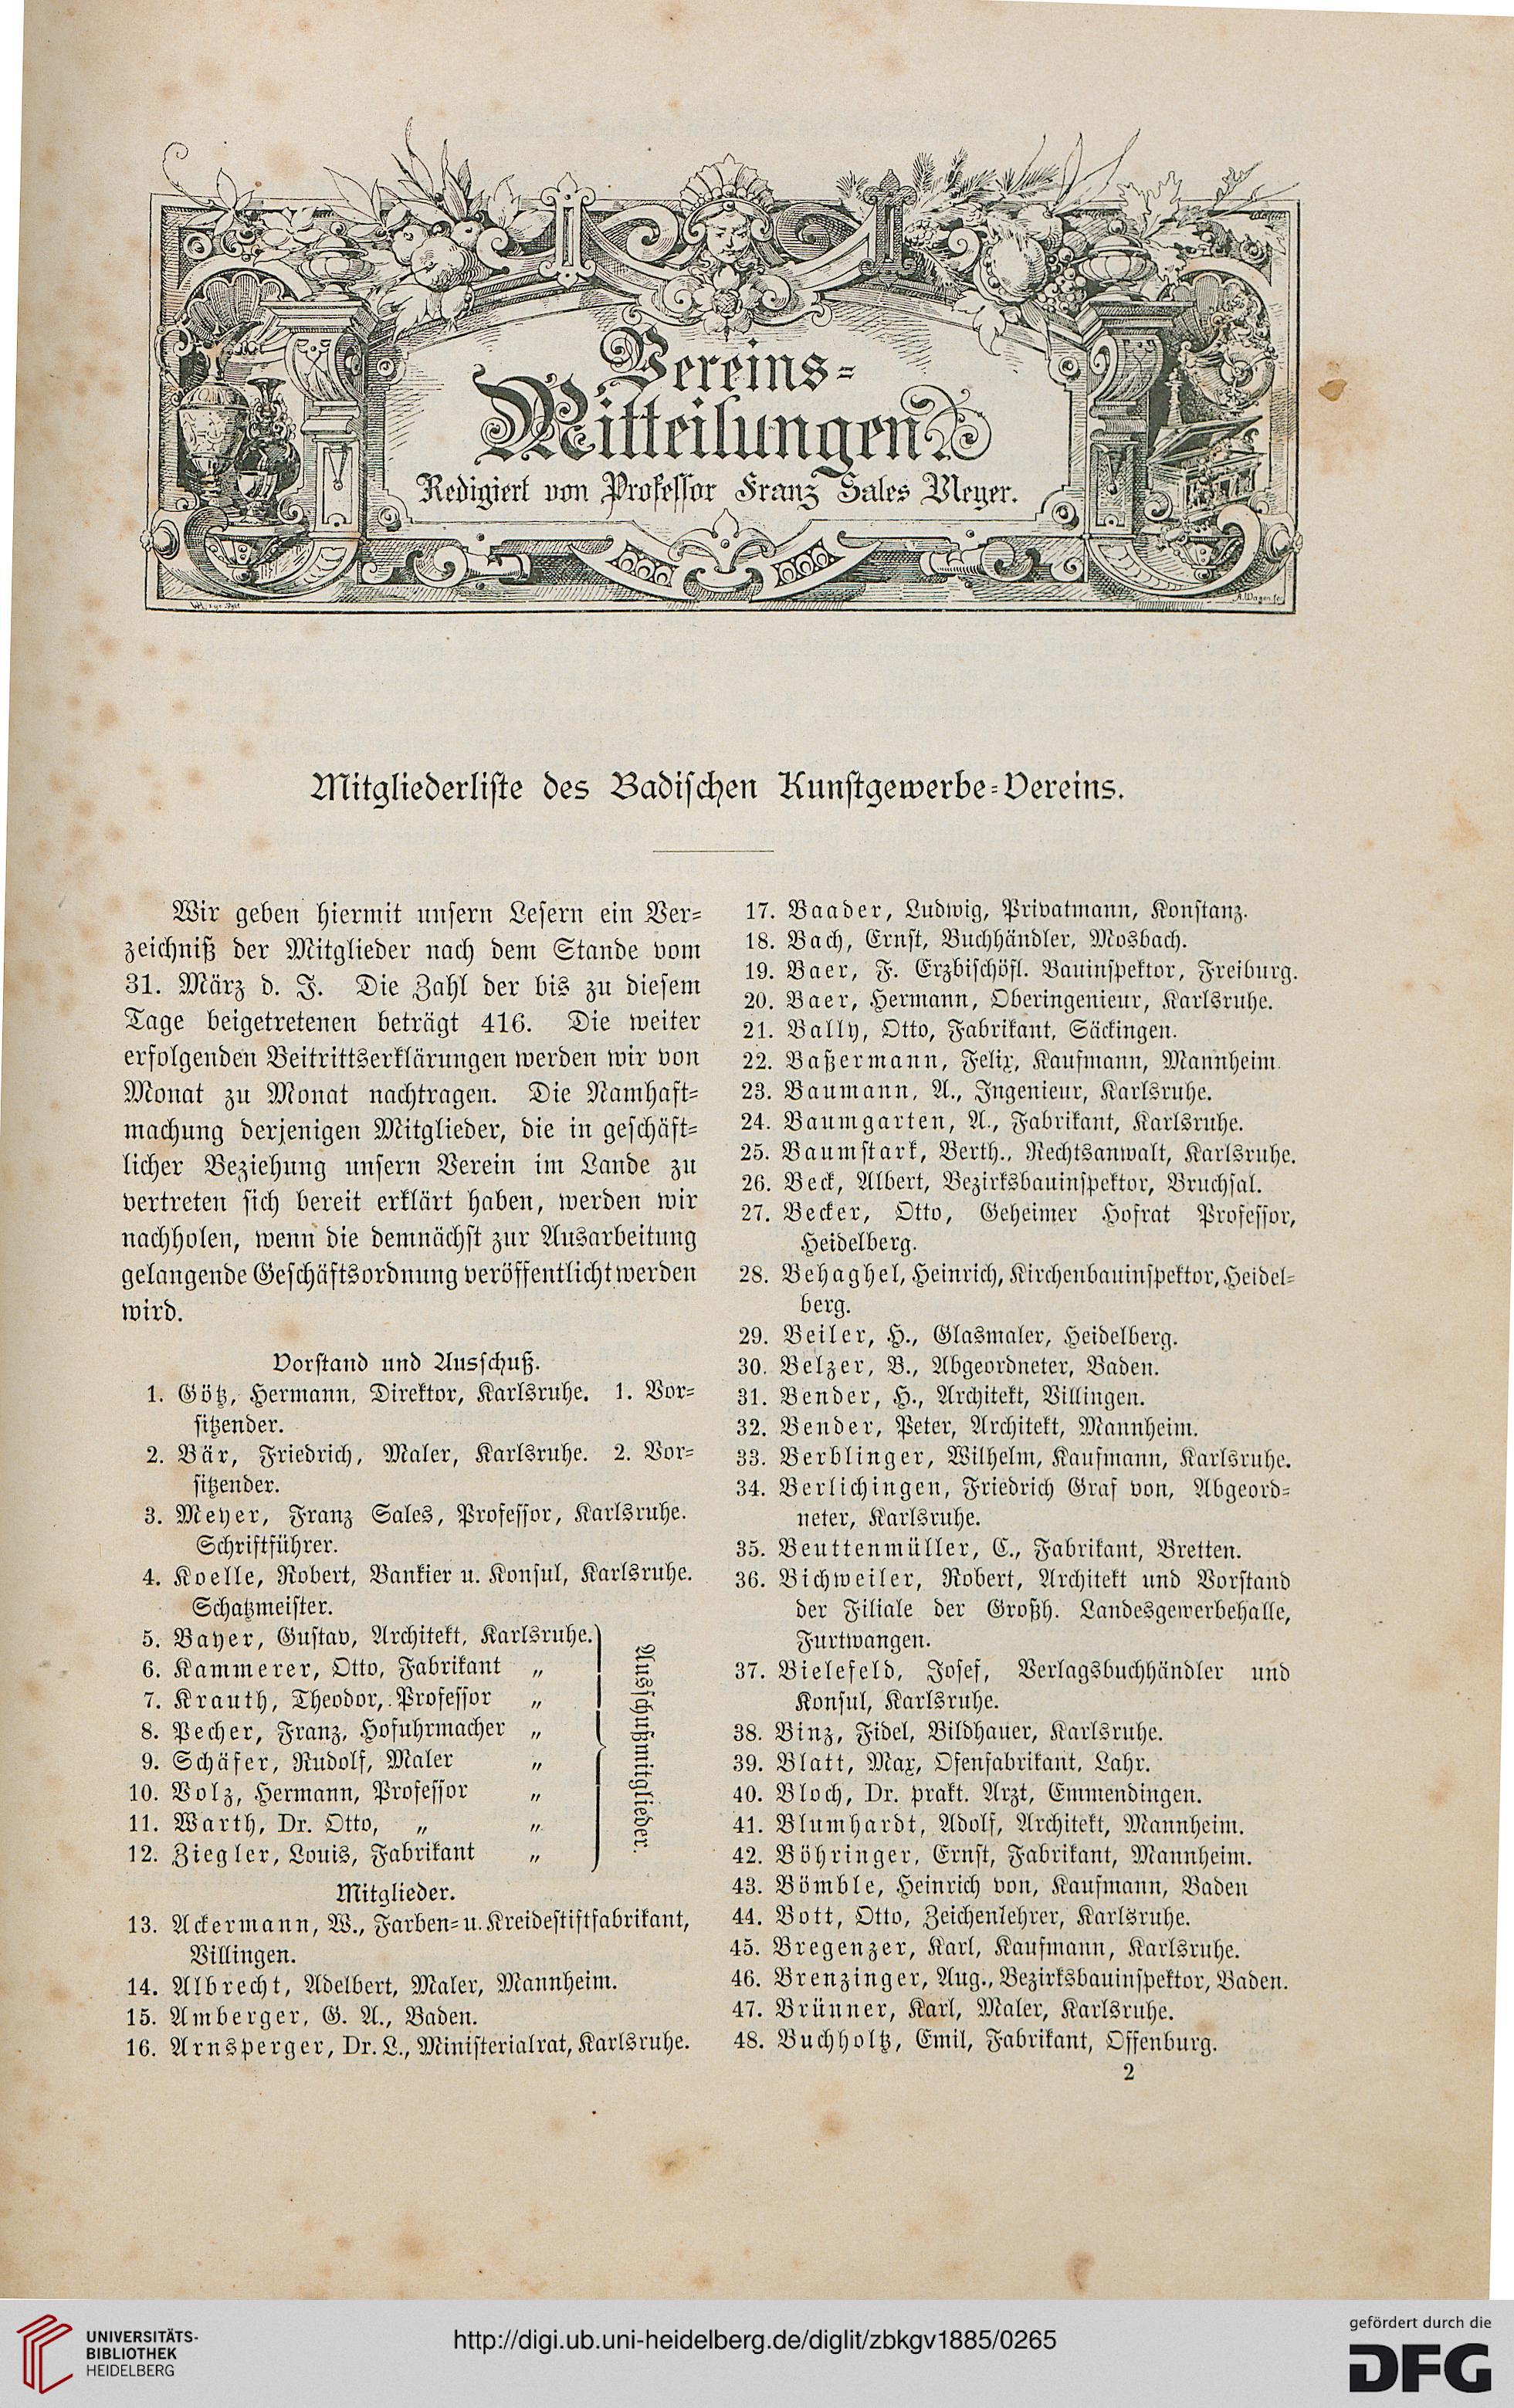 Vereins-
Mitteilungen
Redigiert von Professor Franz Sales Meyer.
A. Wagen fec
Mitgliederliste des Badischen Kunstgewerbe-Vereins.
Wir geben hiermit unsern Lesern ein Ver-
zeichniß der Mitglieder nach dem Stande vom
31. März d. J. Die Zahl der bis zu diesem
Tage beigetretenen beträgt 416. Die weiter
erfolgenden Beitrittserklärungen werden wir von
Monat zu Monat nachtragen. Die Namhaft-
machung derjenigen Mitglieder, die in geschäft-
licher Beziehung unsern Verein im Lande zu
vertreten sich bereit erklärt haben, werden wir
nachholen, wenn die demnächst zur Ausarbeitung
gelangende Geschäftsordnung veröffentlicht werden
wird.
Vorstand und Ausschuß.
1. Götz, Hermann, Direktor, Karlsruhe. 1. Vor-
sitzender.
2. Bär, Friedrich, Maler, Karlsruhe. 2. Vor-
sitzender.
3. Meyer, Franz Sales, Professor, Karlsruhe.
Schriftführer.
4. Koelle, Robert, Bankier u. Konsul, Karlsruhe.
Schatzmeister.
5. Bayer, Gustav, Architekt, Karlsruhe.
6. Kammerer, Otto, Fabrikant „
7. Krauth, Theodor, Professor „
8. Pecher, Franz, Hofuhrmacher „
9. Schäfer, Rudolf, Maler „
10. Volz, Hermann, Professor „
11. Warth, Dr. Otto, „ „
12. Ziegler, Louis, Fabrikant „
Ausschußmitglieder.
Mitglieder.
13. Ackermann, W., Farben- u. Kreidestiftfabrikant,
Villingen.
14. Albrecht, Adelbert, Maler, Mannheim.
15. Amberger, G. A., Baden.
16. Arnsperger, Dr. L., Ministerialrat, Karlsruhe.
17. Baader, Ludwig, Privatmann, Konstanz.
18. Bach, Ernst, Buchhändler, Mosbach.
19. Baer, F. Erzbischöfl. Bauinspektor, Freiburg.
20. Baer, Hermann, Oberingenieur, Karlsruhe.
21. Bally, Otto, Fabrikant, Säckingen.
22. Baßermann, Felix, Kaufmann, Mannheim.
23. Baumann, A., Ingenieur, Karlsruhe.
24. Baumgarten, A., Fabrikant, Karlsruhe.
25. Baumstark, Berth., Rechtsanwalt, Karlsruhe.
26. Beck, Albert, Bezirksbauinspektor, Bruchsal.
27. Becker, Otto, Geheimer Hofrat Professor,
Heidelberg.
28. Behaghel, Heinrich, Kirchenbauinspektor, Heidel-
berg.
29. Beiler, H., Glasmaler, Heidelberg.
30. Belzer, B., Abgeordneter, Baden.
31. Bender, H., Architekt, Villingen.
32. Bender, Peter, Architekt, Mannheim.
33. Berblinger, Wilhelm, Kaufmann, Karlsruhe.
34. Berlichingen, Friedrich Graf von, Abgeord-
neter, Karlsruhe.
35. Beuttenmüller, C., Fabrikant, Bretten.
36. Bichweiler, Robert, Architekt und Vorstand
der Filiale der Großh. Landesgewerbehalle,
Furtwangen.
37. Bielefeld, Josef, Verlagsbuchhändler und
Konsul, Karlsruhe.
38. Binz, Fidel, Bildhauer, Karlsruhe.
39. Blatt, Max, Ofenfabrikant, Lahr.
40. Bloch, Dr. prakt. Arzt, Emmendingen.
41. Blumhardt, Adolf, Architekt, Mannheim.
42. Böhringer, Ernst, Fabrikant, Mannheim.
43. Bömble, Heinrich von, Kaufmann, Baden
44. Bott, Otto, Zeichenlehrer, Karlsruhe.
45. Bregenzer, Karl, Kaufmann, Karlsruhe.
46. Brenzinger, Aug., Bezirksbauinspektor, Baden.
47. Brünner, Karl, Maler, Karlsruhe.
48. Buchholtz, Emil, Fabrikant, Offenburg.
2
UNIVERSITÄTS-
BIBLIOTHEK
HEIDELBERG
http://digi.ub.uni-heidelberg.de/diglit/zbkgv1885/0265
gefördert durch die
DFG